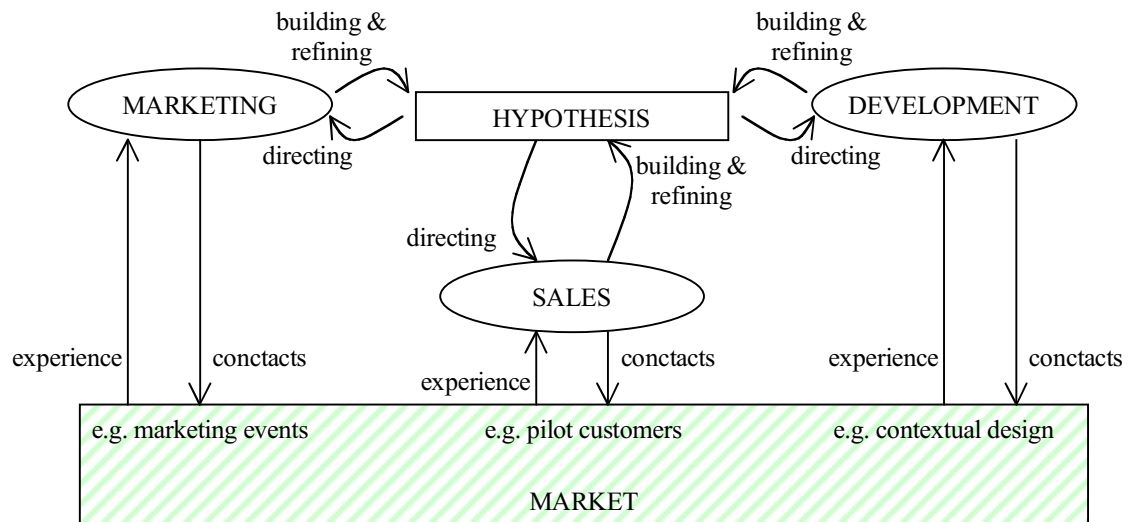 building &
refining
building &
refining
MARKETING
HYPOTHESIS
DEVELOPMENT
directing
building &
refining
directing
directing
SALES
experience
conctacts
experience
conctacts
experience
conctacts
e.g. marketing events
e.g. pilot customers
e.g. contextual design
MARKET